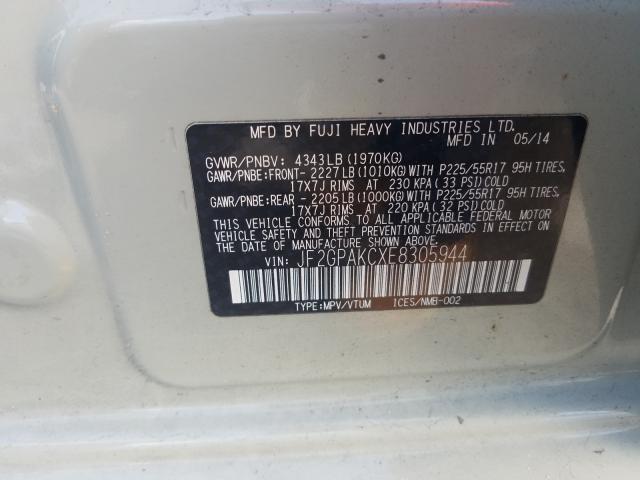 MFD BY FUJI HEAVY INDUSTRIES LTD.
MFD IN 05/14
GVWR/PNBV: 4343LB (1970KG)
GAWR/PNBE:FRONT- 2227LB (1010KG) WITH P225/55R17 95H TIRES,
17X7J RIMS AT 230 KPA (33 PSI) COLD
GAWR/PNBE:REAR - 2205LB (1000KG) WITH P225/55R17 95H TIRES,
17X7J RIMS AT 220 KPA (32 PSI) COLD
THIS VEHICLE CONFORMS TO ALL APPLICABLE FEDERAL MOTOR
VEHICLE SAFETY AND THEFT PREVENTION STANDARDS IN EFFECT
ON THE DATE OF MANUFACTURE SHOWN ABOVE.
VIN: JF2GPAKCXE8305944
TYPE:MPV/VTUM ICES/NMB-002